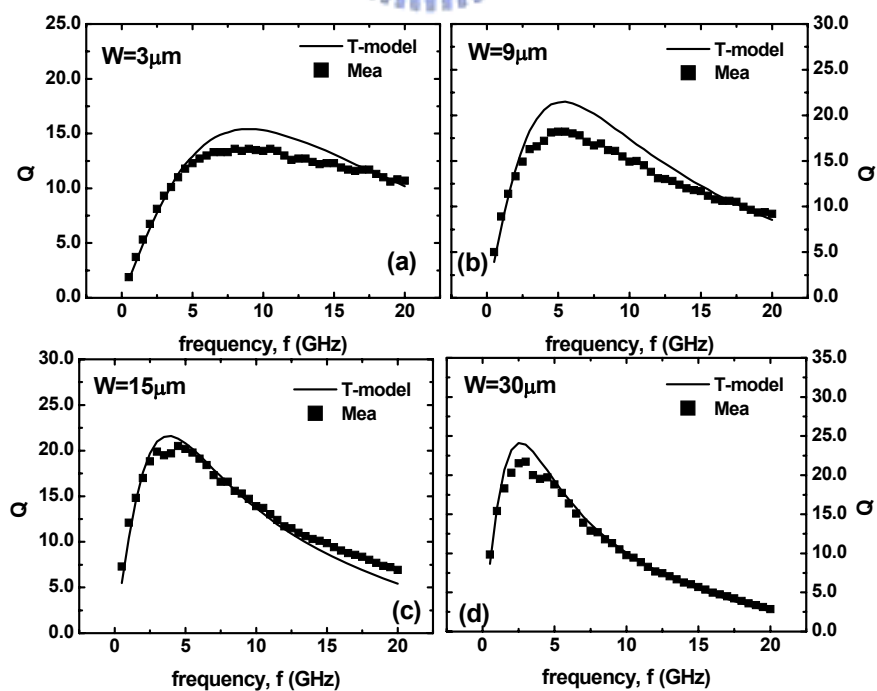 25.0
20.0
15.0
10.0
5.0
0.0
Q
W=3μm
T-model
Mea
(a)
0 5 10 15 20
frequency, f (GHz)
W=9μm
T-model
Mea
(b)
30.0
25.0
20.0
15.0
10.0
5.0
0.0
Q
0 5 10 15 20
frequency, f (GHz)
30.0
25.0
20.0
15.0
10.0
5.0
0.0
Q
W=15μm
T-model
Mea
(c)
0 5 10 15 20
frequency, f (GHz)
W=30μm
T-model
Mea
(d)
35.0
30.0
25.0
20.0
15.0
10.0
5.0
0.0
Q
0 5 10 15 20
frequency, f (GHz)